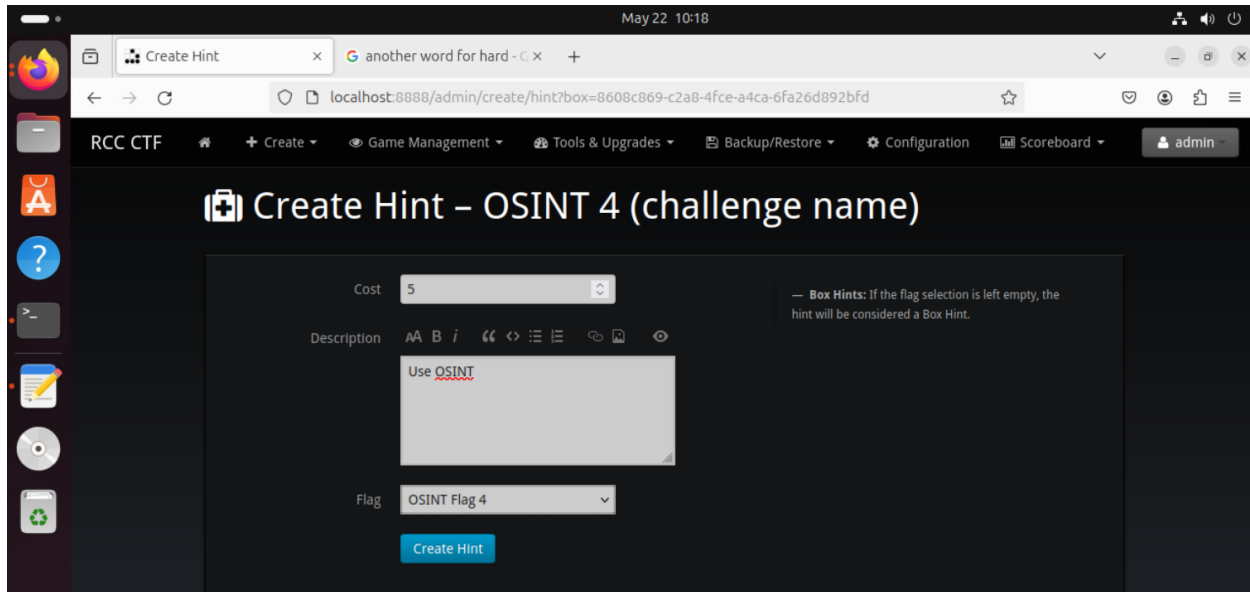 May 22 10:18
Create Hint
another word for hard - G
localhost:8888/admin/create/hint?box=8608c869-c2a8-4fce-a4ca-6fa26d892bfd
RCC CTF Create Game Management Tools & Upgrades Backup/Restore Configuration Scoreboard admin
Create Hint – OSINT 4 (challenge name)
Cost 5
— Box Hints: If the flag selection is left empty, the
hint will be considered a Box Hint.
Description AA B i
Use OSINT
Flag OSINT Flag 4
Create Hint